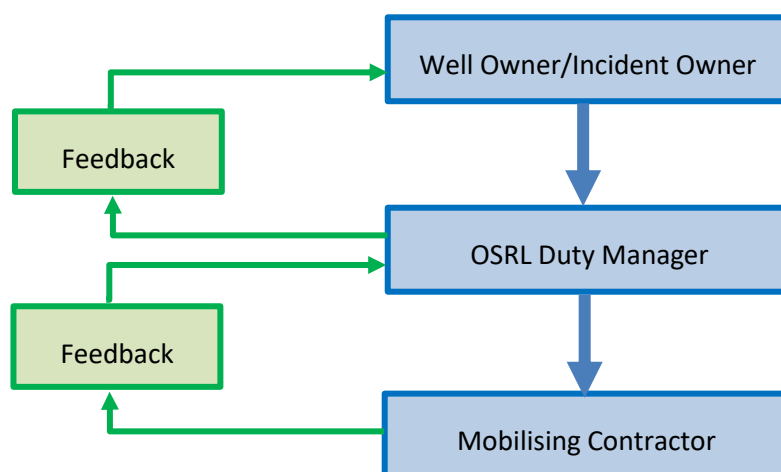 Well Owner/Incident Owner
Feedback
OSRL Duty Manager
Feedback
Mobilising Contractor